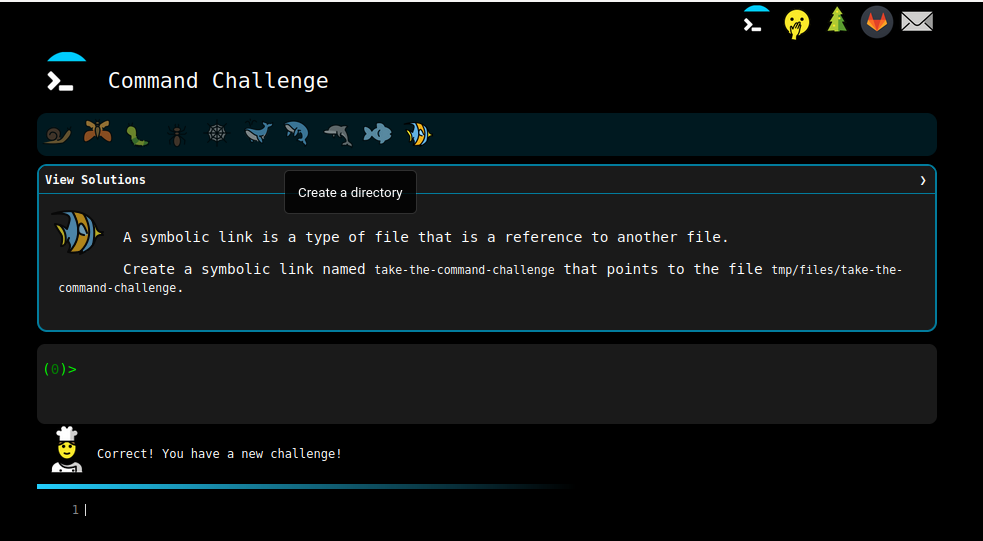 Command Challenge
View Solutions
Create a directory
A symbolic link is a type of file that is a reference to another file.
Create a symbolic link named take-the-command-challenge that points to the file tmp/files/take-the-
command-challenge.
(0)>
Correct! You have a new challenge!
1